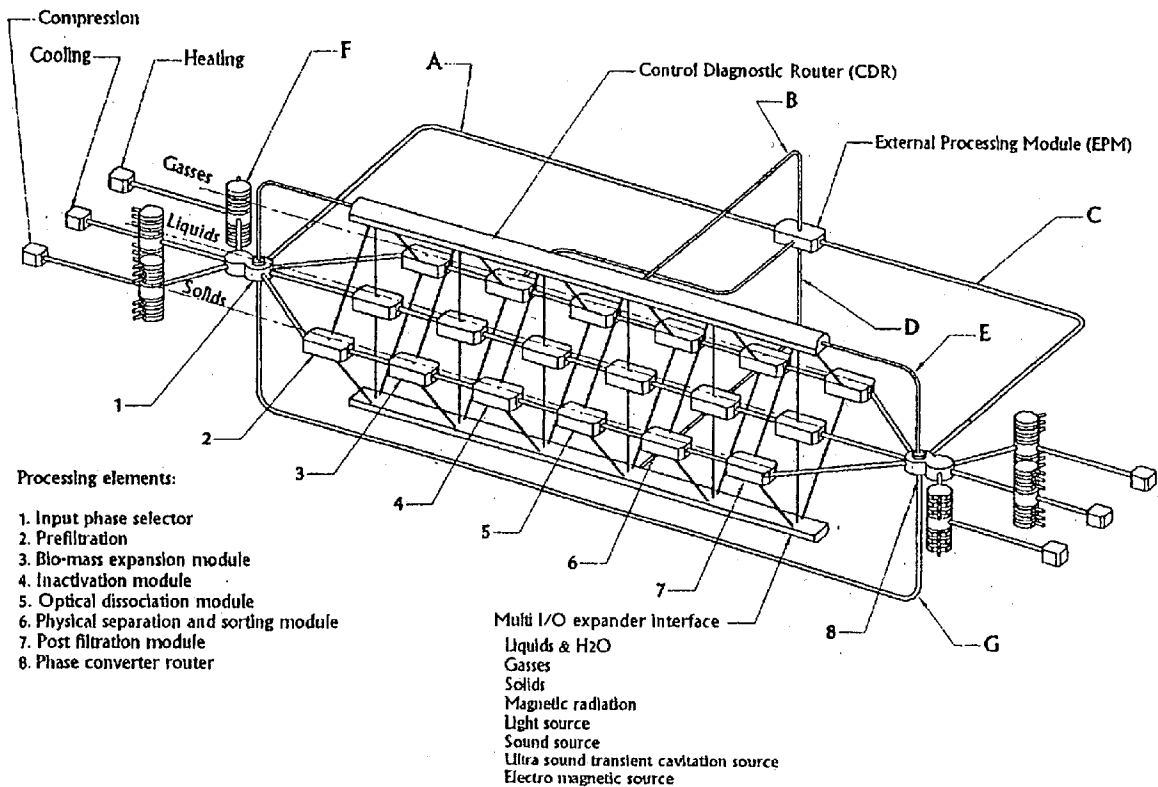 Compression
Cooling
Heating
F
A
Control Diagnostic Router (CDR)
B
External Processing Module (EPM)
C
Gasses
Liquids
Solids
D
E
1
2
3
4
5
6
7
8
G
Processing elements:
1. Input phase selector
2. Prefiltration
3. Bio-mass expansion module
4. Inactivation module
5. Optical dissociation module
6. Physical separation and sorting module
7. Post filtration module
8. Phase converter router
Multi I/O expander interface
Liquids & H2O
Gasses
Solids
Magnetic radiation
Light source
Sound source
Ultra sound transient cavitation source
Electro magnetic source